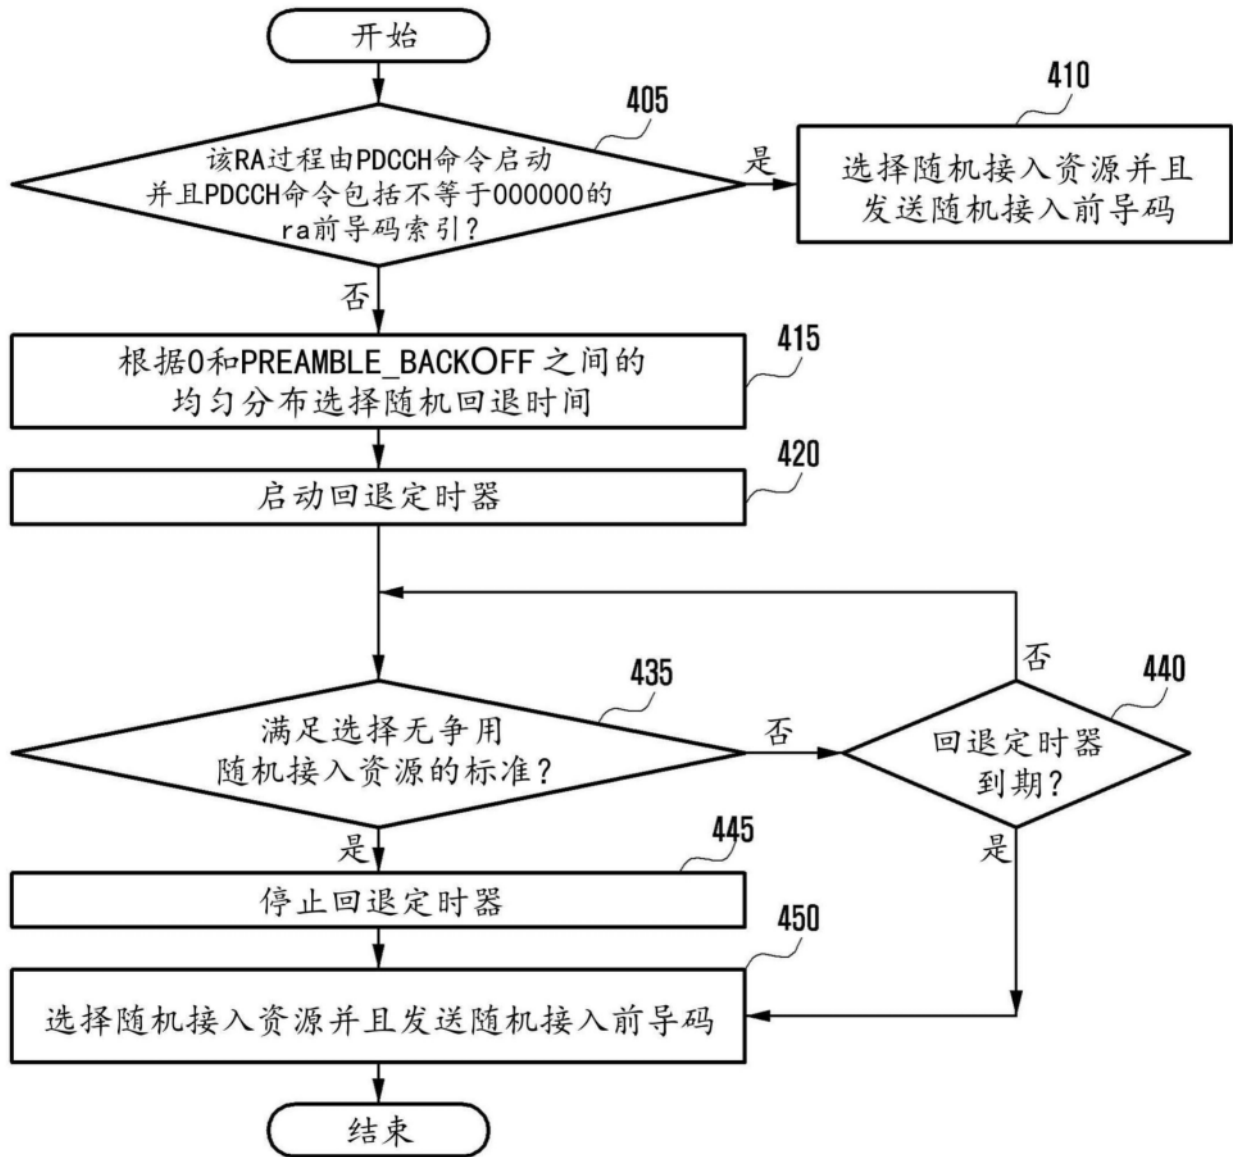 开始
405
该RA过程由PDCCH命令启动
并且PDCCH命令包括不等于000000的
ra前导码索引?
是
410
选择随机接入资源并且
发送随机接入前导码
否
415
根据0和PREAMBLE_BACKOFF之间的
均匀分布选择随机回退时间
420
启动回退定时器
435
满足选择无争用
随机接入资源的标准?
否
否
440
回退定时器
到期?
是
是
445
停止回退定时器
450
选择随机接入资源并且发送随机接入前导码
结束